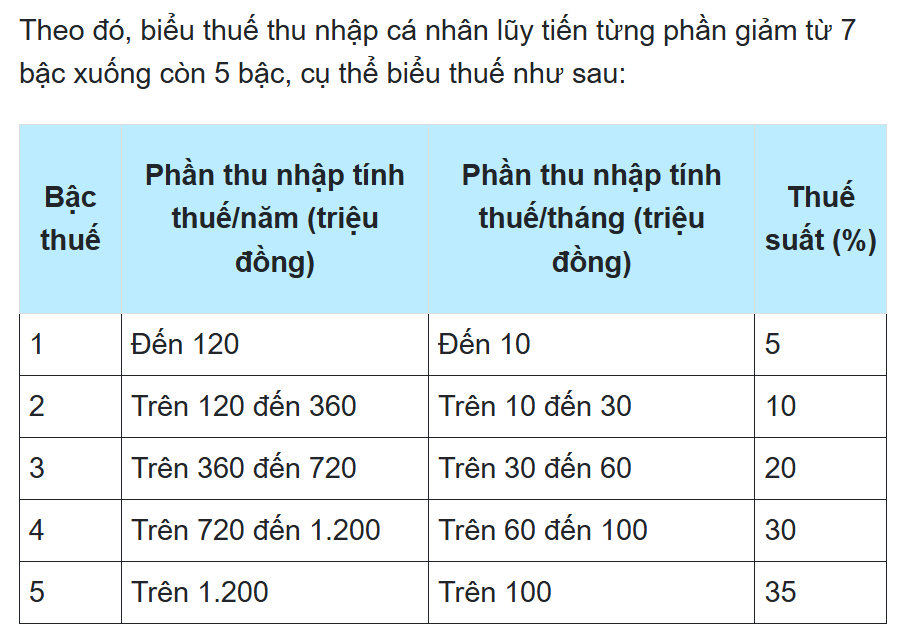 Theo đó, biểu thuế thu nhập cá nhân lũy tiến từng phần giảm từ 7
bậc xuống còn 5 bậc, cụ thể biểu thuế như sau:
Bậc thuế | Phần thu nhập tính thuế/năm (triệu đồng) | Phần thu nhập tính thuế/tháng (triệu đồng) | Thuế suất (%)
1 | Đến 120 | Đến 10 | 5
2 | Trên 120 đến 360 | Trên 10 đến 30 | 10
3 | Trên 360 đến 720 | Trên 30 đến 60 | 20
4 | Trên 720 đến 1.200 | Trên 60 đến 100 | 30
5 | Trên 1.200 | Trên 100 | 35